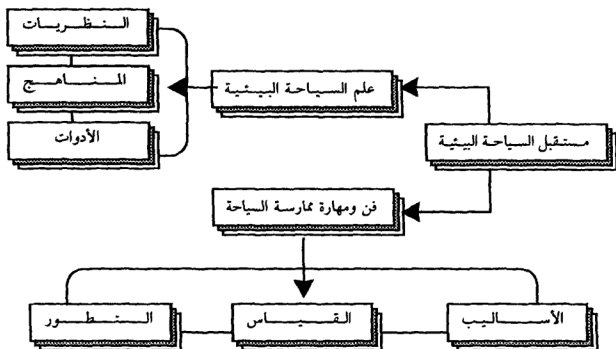 مستقبل السياحة البيئية
علم السياحة البيئية
النظريات
المناهج
الأدوات
فن ومهارة ممارسة السياحة
الأساليب
القياس
التطور